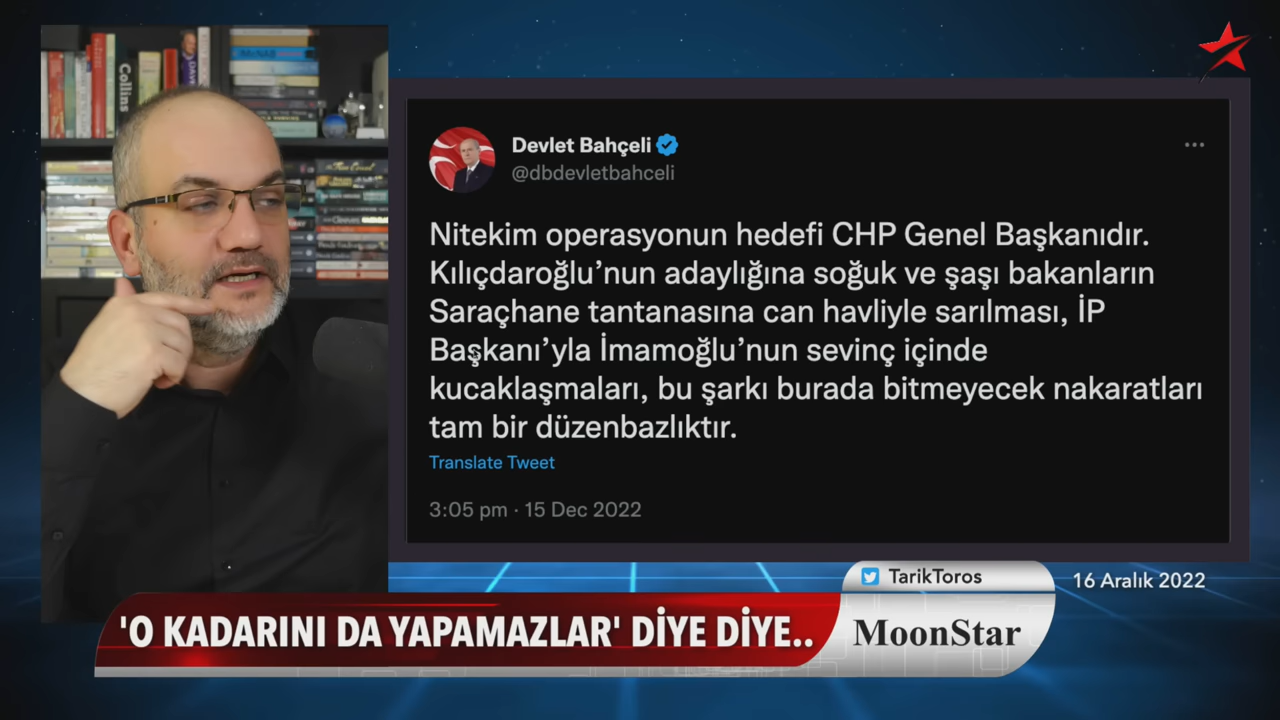 Collins
Devlet Bahçeli
@dbdevletbahceli
Nitekim operasyonun hedefi CHP Genel Başkanıdır.
Kılıçdaroğlu’nun adaylığına soğuk ve şaşı bakanların
Saraçhane tantanasına can havliyle sarılması, İP
Başkanı’yla İmamoğlu’nun sevinç içinde
kucaklaşmaları, bu şarkı burada bitmeyecek nakaratları
tam bir düzenbazlıktır.
Translate Tweet
3:05 pm · 15 Dec 2022
TarikToros
16 Aralık 2022
'O KADARINI DA YAPAMAZLAR' DİYE DİYE..
MoonStar